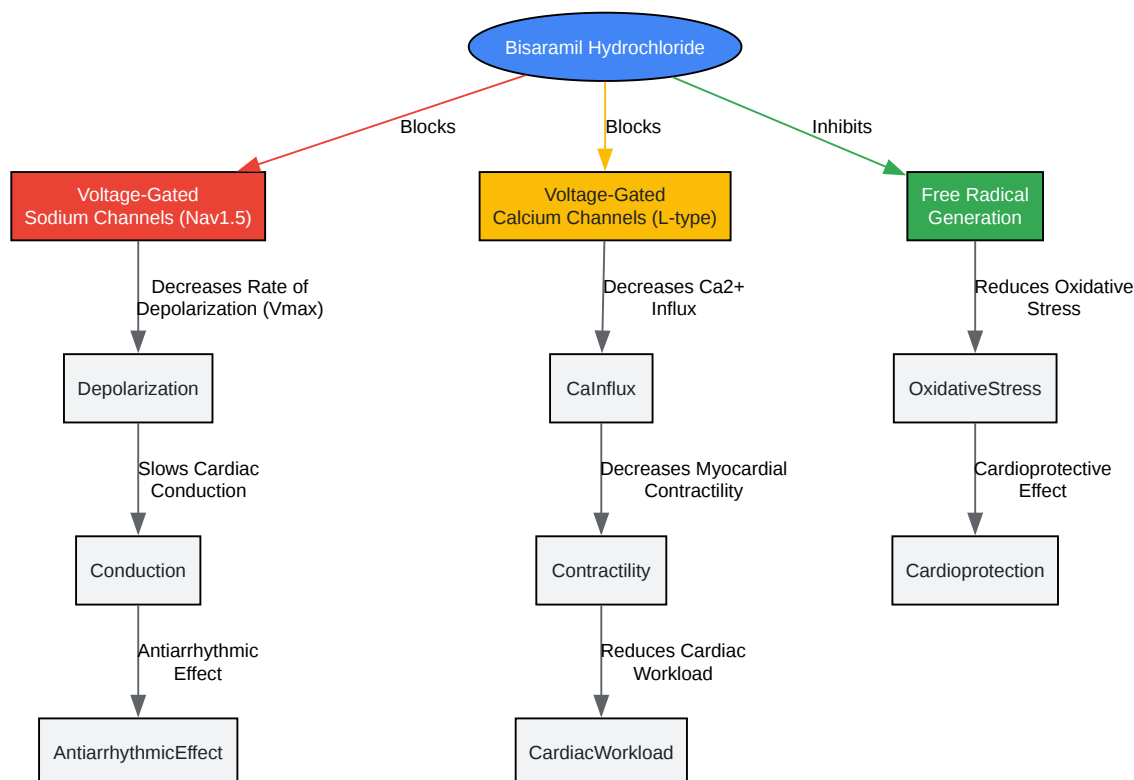 Bisaramil Hydrochloride
Blocks
Blocks
Inhibits
Voltage-Gated
Sodium Channels (Nav1.5)
Voltage-Gated
Calcium Channels (L-type)
Free Radical
Generation
Decreases Rate of
Depolarization (Vmax)
Decreases Ca2+
Influx
Reduces Oxidative
Stress
Depolarization
CaInflux
OxidativeStress
Slows Cardiac
Conduction
Decreases Myocardial
Contractility
Cardioprotective
Effect
Conduction
Contractility
Cardioprotection
Antiarrhythmic
Effect
Reduces Cardiac
Workload
AntiarrhythmicEffect
CardiacWorkload